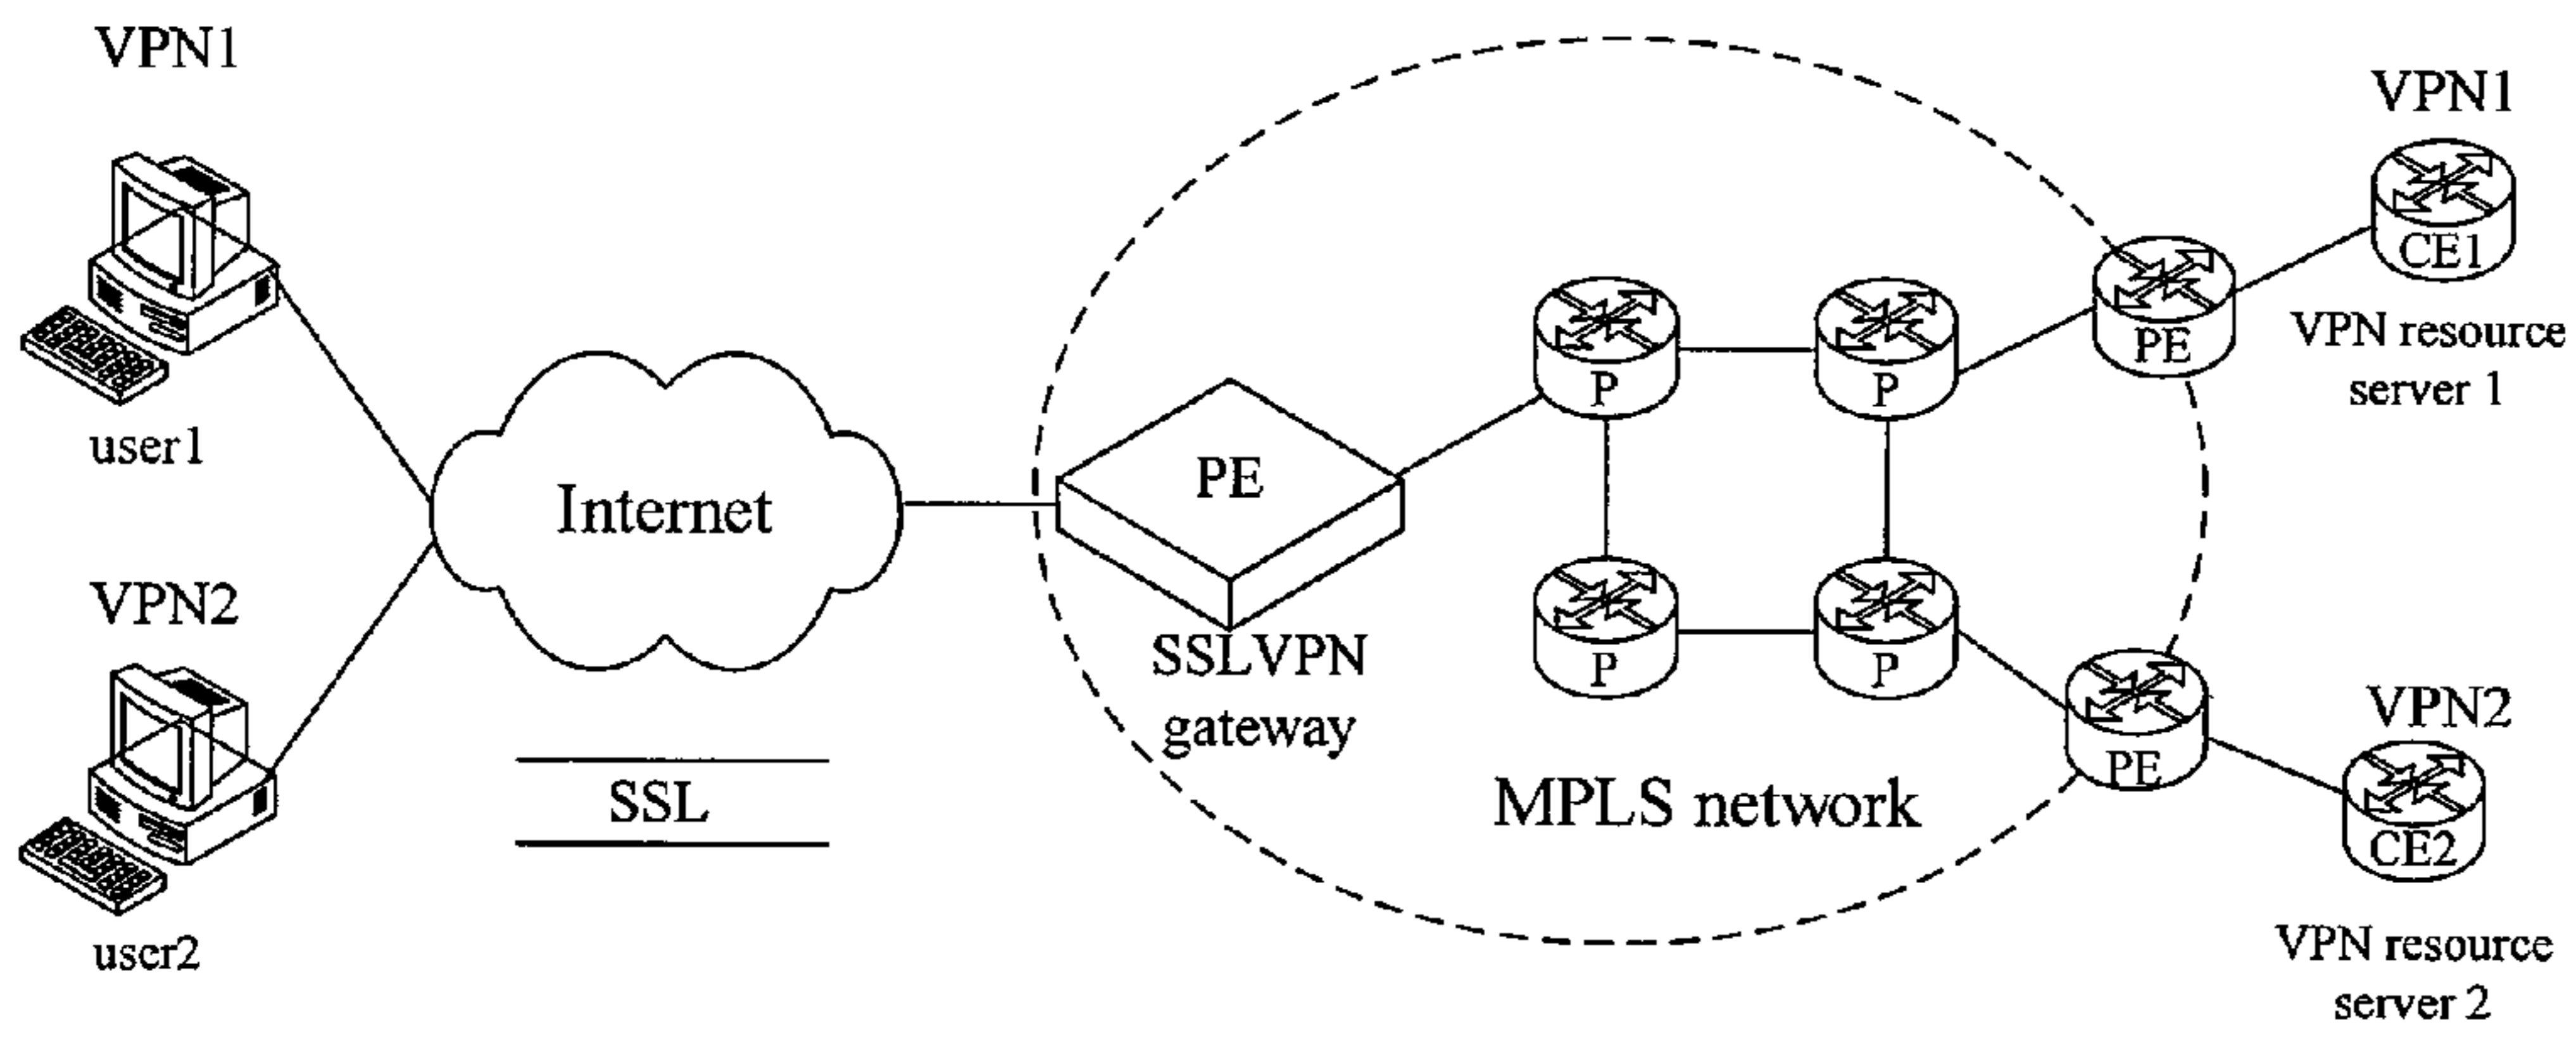 VPN1
user1
VPN2
user2
Internet
SSL
PE
SSLVPN
gateway
P
P
P
P
MPLS network
PE
PE
VPN1
CE1
VPN resource
server 1
VPN2
CE2
VPN resource
server 2